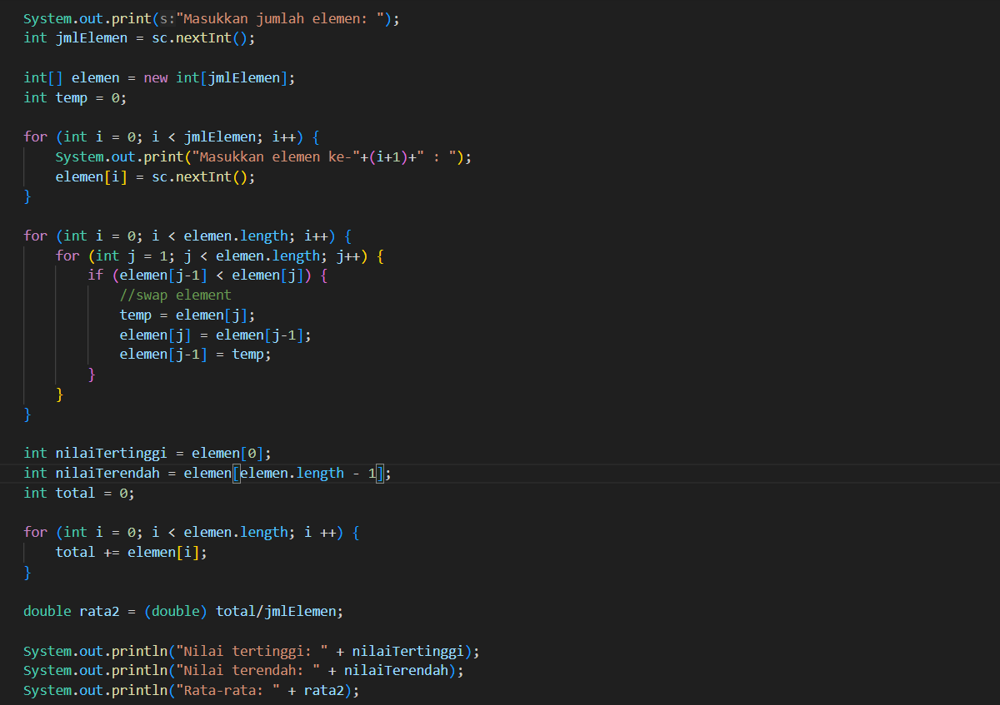 System.out.print(s:"Masukkan jumlah elemen: ");
int jmlElemen = sc.nextInt();
int[] elemen = new int[jmlElemen];
int temp = 0;
for (int i = 0; i < jmlElemen; i++) {
System.out.print("Masukkan elemen ke-"+(i+1)+" : ");
elemen[i] = sc.nextInt();
}
for (int i = 0; i < elemen.length; i++) {
for (int j = 1; j < elemen.length; j++) {
if (elemen[j-1] < elemen[j]) {
//swap element
temp = elemen[j];
elemen[j] = elemen[j-1];
elemen[j-1] = temp;
}
}
}
int nilaiTertinggi = elemen[0];
int nilaiTerendah = elemen[elemen.length - 1];
int total = 0;
for (int i = 0; i < elemen.length; i ++) {
total += elemen[i];
}
double rata2 = (double) total/jmlElemen;
System.out.println("Nilai tertinggi: " + nilaiTertinggi);
System.out.println("Nilai terendah: " + nilaiTerendah);
System.out.println("Rata-rata: " + rata2);